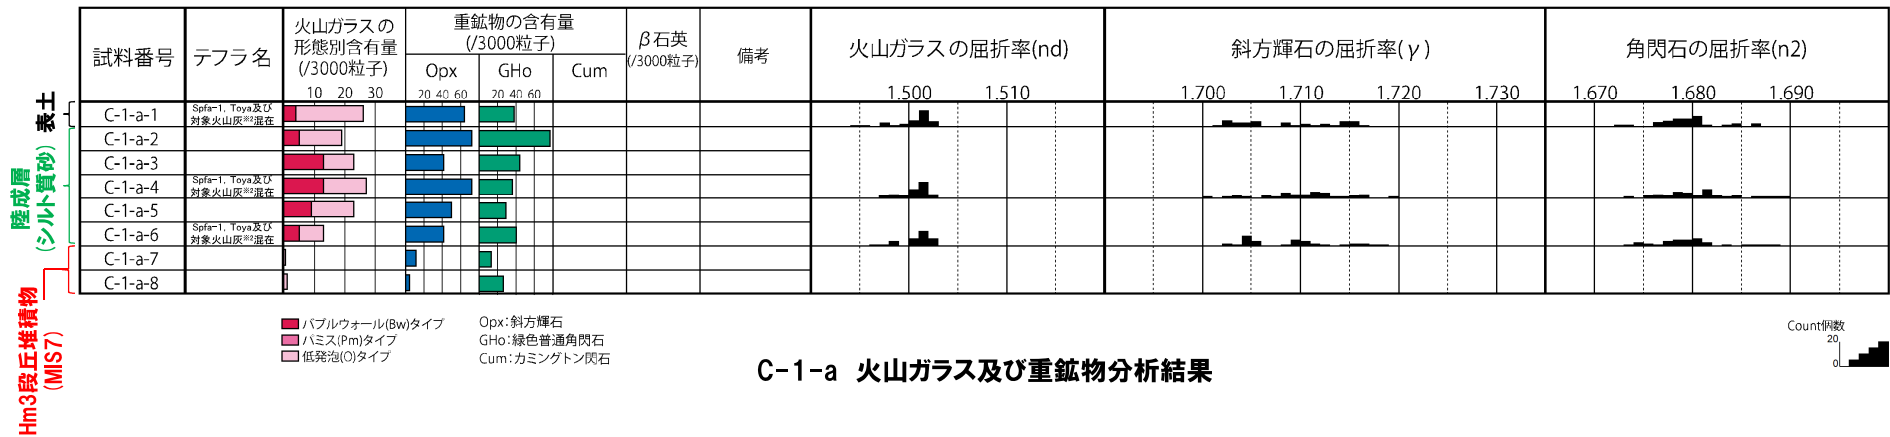 試料番号
テフラ名
火山ガラスの
形態別含有量
(/3000粒子)
10 20 30
重鉱物の含有量
(/3000粒子)
Opx
20 40 60
GHo
20 40 60
Cum
β石英
(/3000粒子)
備考
火山ガラスの屈折率(nd)
1.500 1.510
斜方輝石の屈折率(γ)
1.700 1.710 1.720 1.730
角閃石の屈折率(n2)
1.670 1.680 1.690
表土
陸成層
(シルト質砂)
Hm3段丘堆積物
(MIS7)
C-1-a-1
Spfa-1, Toya及び
対象火山灰※2混在
C-1-a-2
C-1-a-3
C-1-a-4
Spfa-1, Toya及び
対象火山灰※2混在
C-1-a-5
C-1-a-6
Spfa-1, Toya及び
対象火山灰※2混在
C-1-a-7
C-1-a-8
バブルウォール(Bw)タイプ
パミス(Pm)タイプ
低発泡(O)タイプ
Opx：斜方輝石
GHo：緑色普通角閃石
Cum：カミングトン閃石
C-1-a 火山ガラス及び重鉱物分析結果
Count個数
20
0